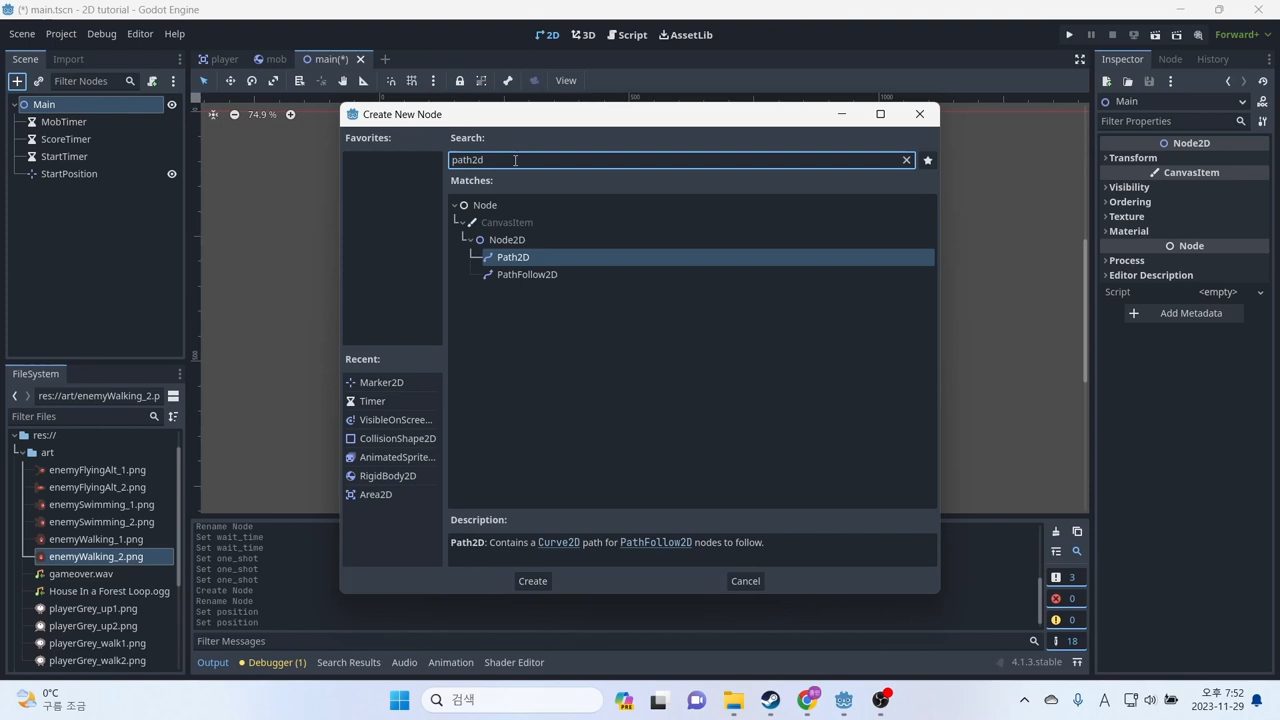 (*) main.tscn - 2D tutorial - Godot Engine
Scene Project Debug Editor Help
2D 3D Script AssetLib
Forward+
Scene Import
player mob main(*)
Inspector Node History
Filter Nodes
View
Main
MobTimer
ScoreTimer
StartTimer
StartPosition
74.9 %
0 500 1000
500
Create New Node
Favorites:
Search:
path2d
Matches:
Node
CanvasItem
Node2D
Path2D
PathFollow2D
Recent:
Marker2D
Timer
VisibleOnScree...
CollisionShape2D
AnimatedSprite...
RigidBody2D
Area2D
Description:
Path2D: Contains a Curve2D path for PathFollow2D nodes to follow.
Create Cancel
Main
Filter Properties
Node2D
Transform
CanvasItem
Visibility
Ordering
Texture
Material
Node
Process
Editor Description
Script <empty>
Add Metadata
FileSystem
res://art/enemyWalking_2.p
Filter Files
res://
art
enemyFlyingAlt_1.png
enemyFlyingAlt_2.png
enemySwimming_1.png
enemySwimming_2.png
enemyWalking_1.png
enemyWalking_2.png
gameover.wav
House In a Forest Loop.ogg
playerGrey_up1.png
playerGrey_up2.png
playerGrey_walk1.png
playerGrey_walk2.png
Rename Node
Set wait_time
Set wait_time
Set one_shot
Set one_shot
Create Node
Rename Node
Set position
Set position
3
0
0
18
Filter Messages
Output Debugger (1) Search Results Audio Animation Shader Editor
4.1.3.stable
0°C
구름 조금
검색
PRE
A
오후 7:52
2023-11-29